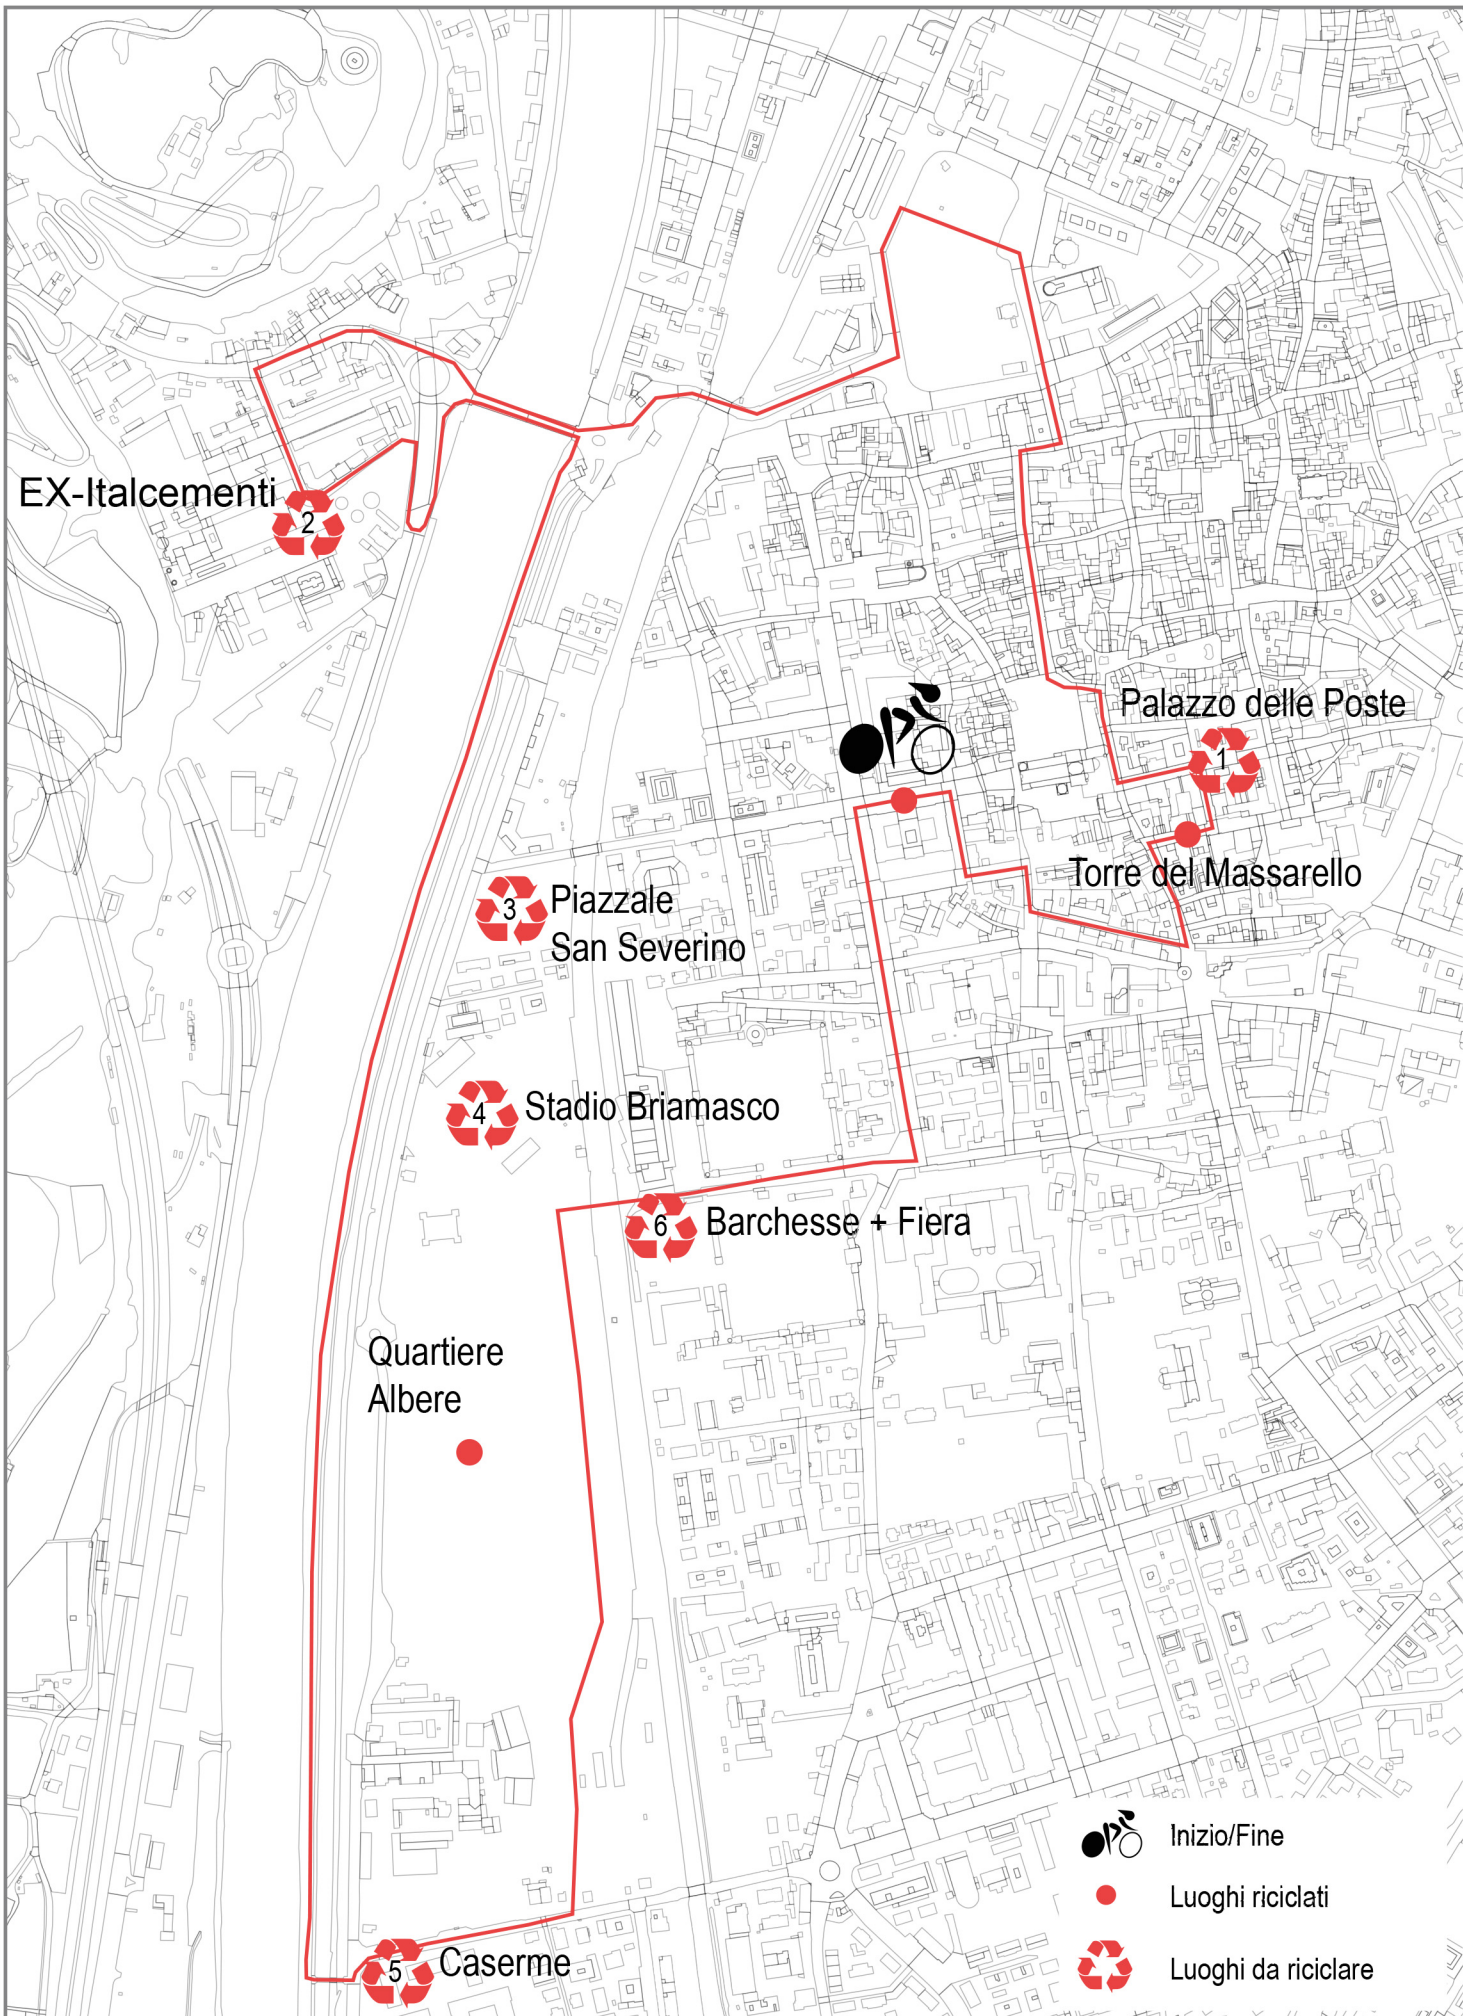 EX-Italcementi
2
Palazzo delle Poste
1
Torre del Massarello
3
Piazzale
San Severino
4
Stadio Briamasco
6
Barchesse + Fiera
Quartiere
Albere
5
Caserme
Inizio/Fine
Luoghi riciclati
Luoghi da riciclare